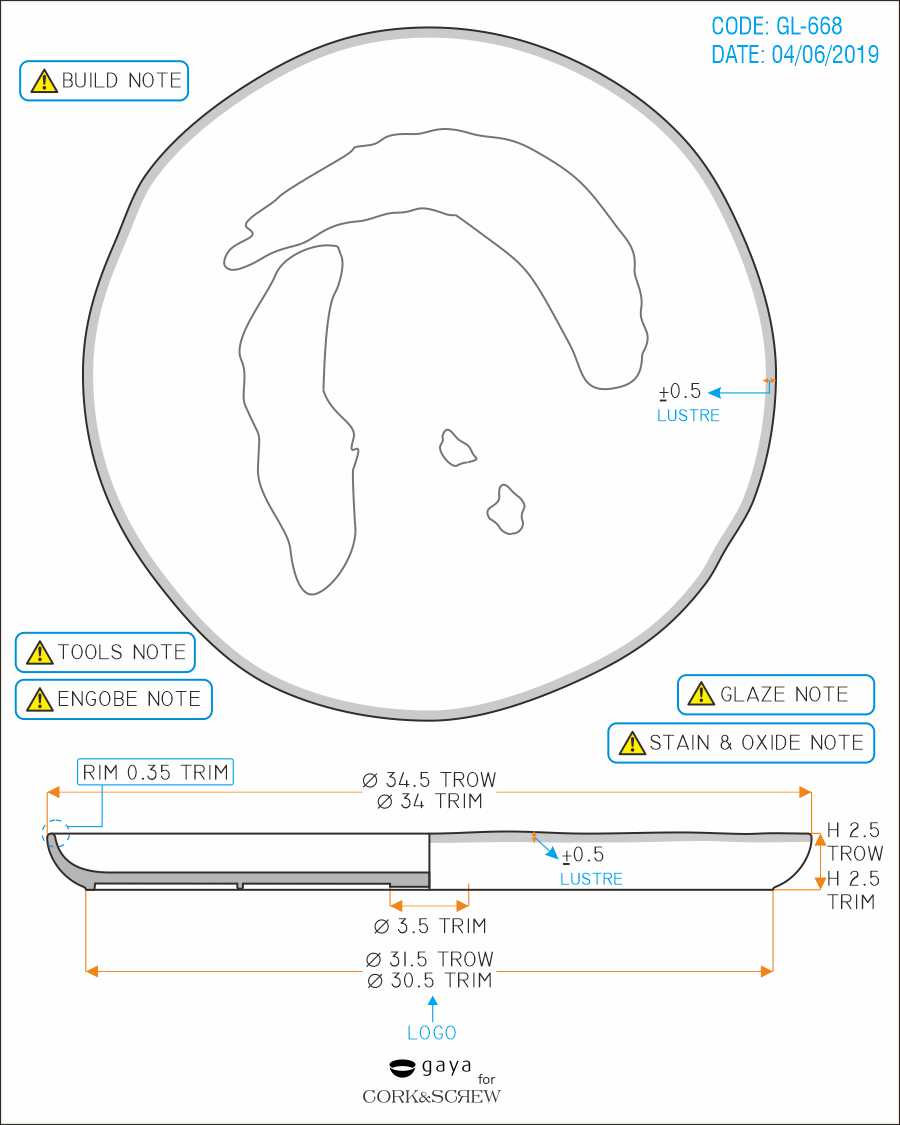 CODE: GL-668
DATE: 04/06/2019
BUILD NOTE
±0.5
LUSTRE
TOOLS NOTE
ENGOBE NOTE
GLAZE NOTE
STAIN & OXIDE NOTE
RIM 0.35 TRIM
Ø 34.5 TROW
Ø 34 TRIM
H 2.5
TROW
H 2.5
TRIM
±0.5
LUSTRE
Ø 3.5 TRIM
Ø 31.5 TROW
Ø 30.5 TRIM
LOGO
gaya
for
CORK&SCREW